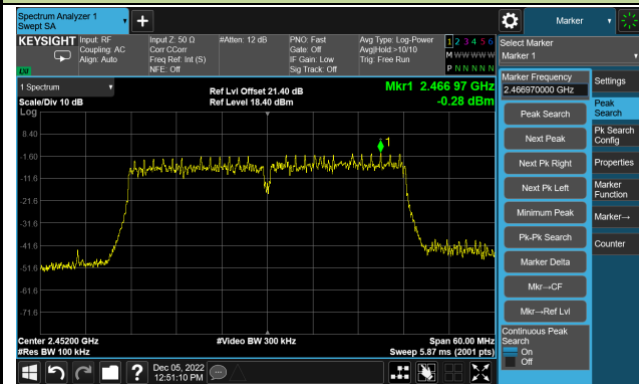 Spectrum Analyzer 1
Swept SA
Marker
KEYSIGHT
Input: RF
Coupling: AC
Align: Auto
Input Z: 50 Ω
Corr CCorr
Freq Ref: Int (S)
NFE: Off
#Atten: 12 dB
PNO: Fast
Gate: Off
IF Gain: Low
Sig Track: Off
Avg Type: Log-Power
Avg|Hold:>10/10
Trig: Free Run
1 2 3 4 5 6
M W W W W W
P N N N N N
Select Marker
Marker 1
1 Spectrum
Scale/Div 10 dB
Log
Ref Lvl Offset 21.40 dB
Ref Level 18.40 dBm
Mkr1 2.466 97 GHz
-0.28 dBm
8.40
-1.60
-11.6
-21.6
-31.6
-41.6
-51.6
-61.6
-71.6
1
Center 2.45200 GHz
#Res BW 100 kHz
#Video BW 300 kHz
Span 60.00 MHz
Sweep 5.87 ms (2001 pts)
Marker Frequency
2.466970000 GHz
Peak Search
Next Peak
Next Pk Right
Next Pk Left
Minimum Peak
Pk-Pk Search
Marker Delta
Mkr→CF
Mkr→Ref Lvl
Continuous Peak
Search
On
Off
Settings
Peak
Search
Pk Search
Config
Properties
Marker
Function
Marker→
Counter
Dec 05, 2022
12:51:10 PM